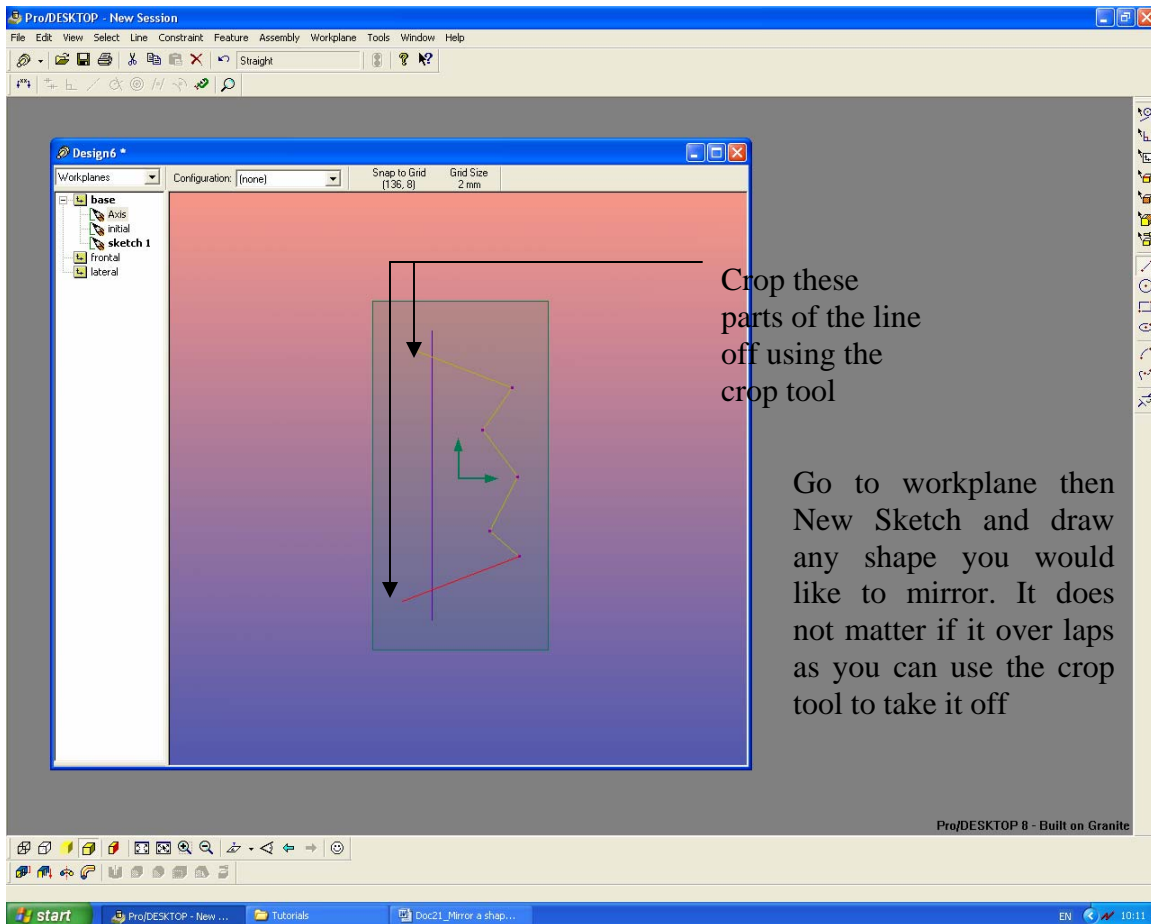 Pro/DESKTOP - New Session
File Edit View Select Line Constraint Feature Assembly Workplane Tools Window Help
Straight
Design6 *
Workplanes
Configuration: (none)
Snap to Grid
(136, 8)
Grid Size
2 mm
base
Axis
initial
sketch 1
frontal
lateral
Crop these
parts of the line
off using the
crop tool
Go to workplane then
New Sketch and draw
any shape you would
like to mirror. It does
not matter if it over laps
as you can use the crop
tool to take it off
Pro/DESKTOP 8 - Built on Granite
start
Pro/DESKTOP - New ...
Tutorials
Doc21_Mirror a shap...
EN
10:11